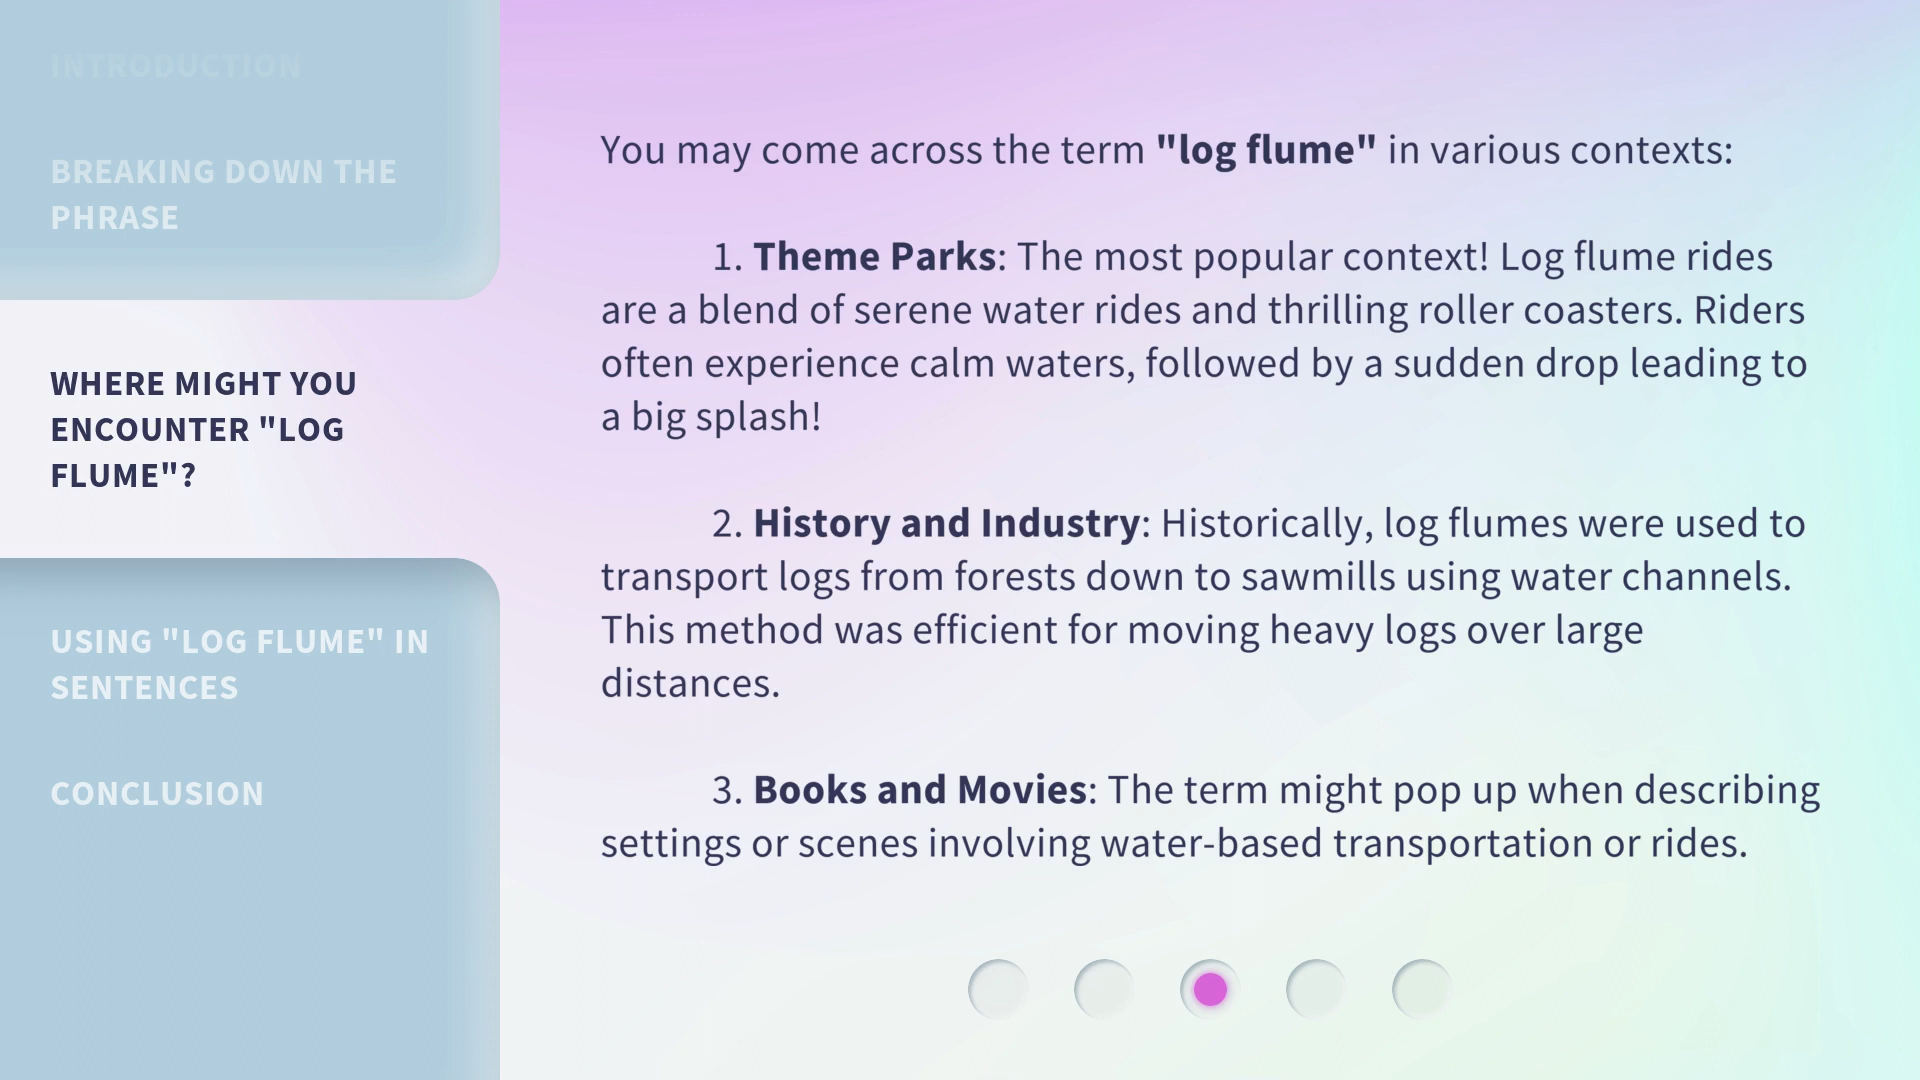 INTRODUCTION
BREAKING DOWN THE
PHRASE
WHERE MIGHT YOU
ENCOUNTER "LOG
FLUME"?
USING "LOG FLUME" IN
SENTENCES
CONCLUSION
You may come across the term "log flume" in various contexts:
1. Theme Parks: The most popular context! Log flume rides
are a blend of serene water rides and thrilling roller coasters. Riders
often experience calm waters, followed by a sudden drop leading to
a big splash!
2. History and Industry: Historically, log flumes were used to
transport logs from forests down to sawmills using water channels.
This method was efficient for moving heavy logs over large
distances.
3. Books and Movies: The term might pop up when describing
settings or scenes involving water-based transportation or rides.